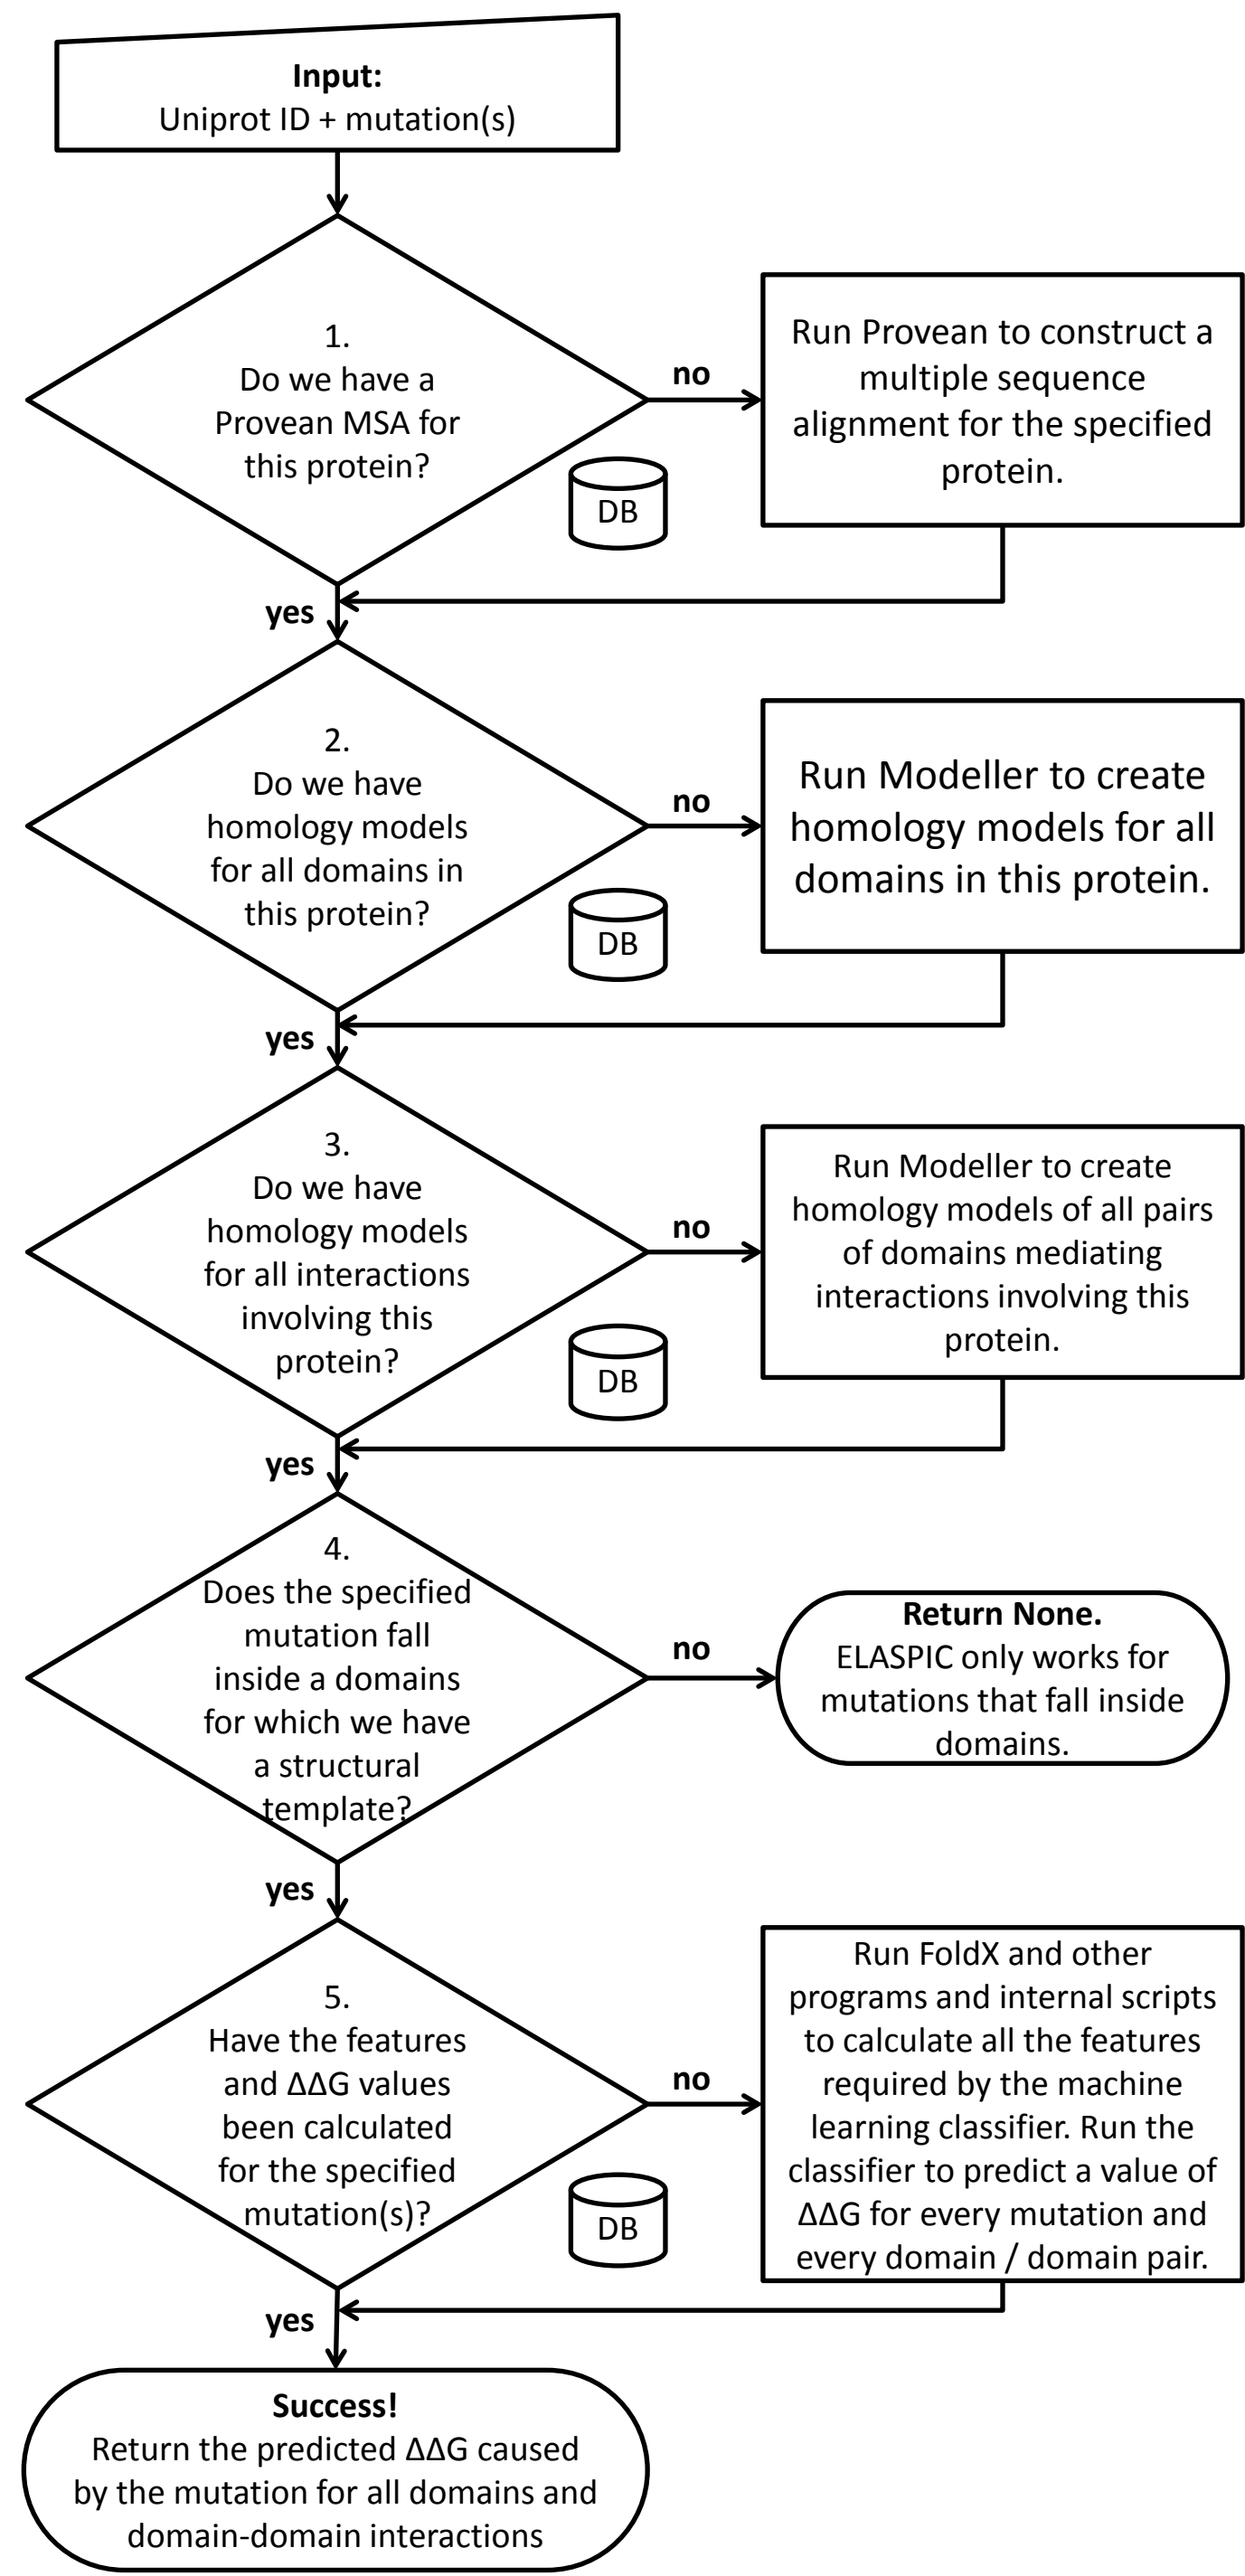 Input:
Uniprot ID + mutation(s)
1.
Do we have a
Provean MSA for
this protein?
no
Run Provean to construct a
multiple sequence
alignment for the specified
protein.
DB
yes
2.
Do we have
homology models
for all domains in
this protein?
no
Run Modeller to create
homology models for all
domains in this protein.
DB
yes
3.
Do we have
homology models
for all interactions
involving this
protein?
no
Run Modeller to create
homology models of all pairs
of domains mediating
interactions involving this
protein.
DB
yes
4.
Does the specified
mutation fall
inside a domains
for which we have
a structural
template?
no
Return None.
ELASPIC only works for
mutations that fall inside
domains.
yes
5.
Have the features
and ΔΔG values
been calculated
for the specified
mutation(s)?
no
Run FoldX and other
programs and internal scripts
to calculate all the features
required by the machine
learning classifier. Run the
classifier to predict a value of
ΔΔG for every mutation and
every domain / domain pair.
DB
yes
Success!
Return the predicted ΔΔG caused
by the mutation for all domains and
domain-domain interactions